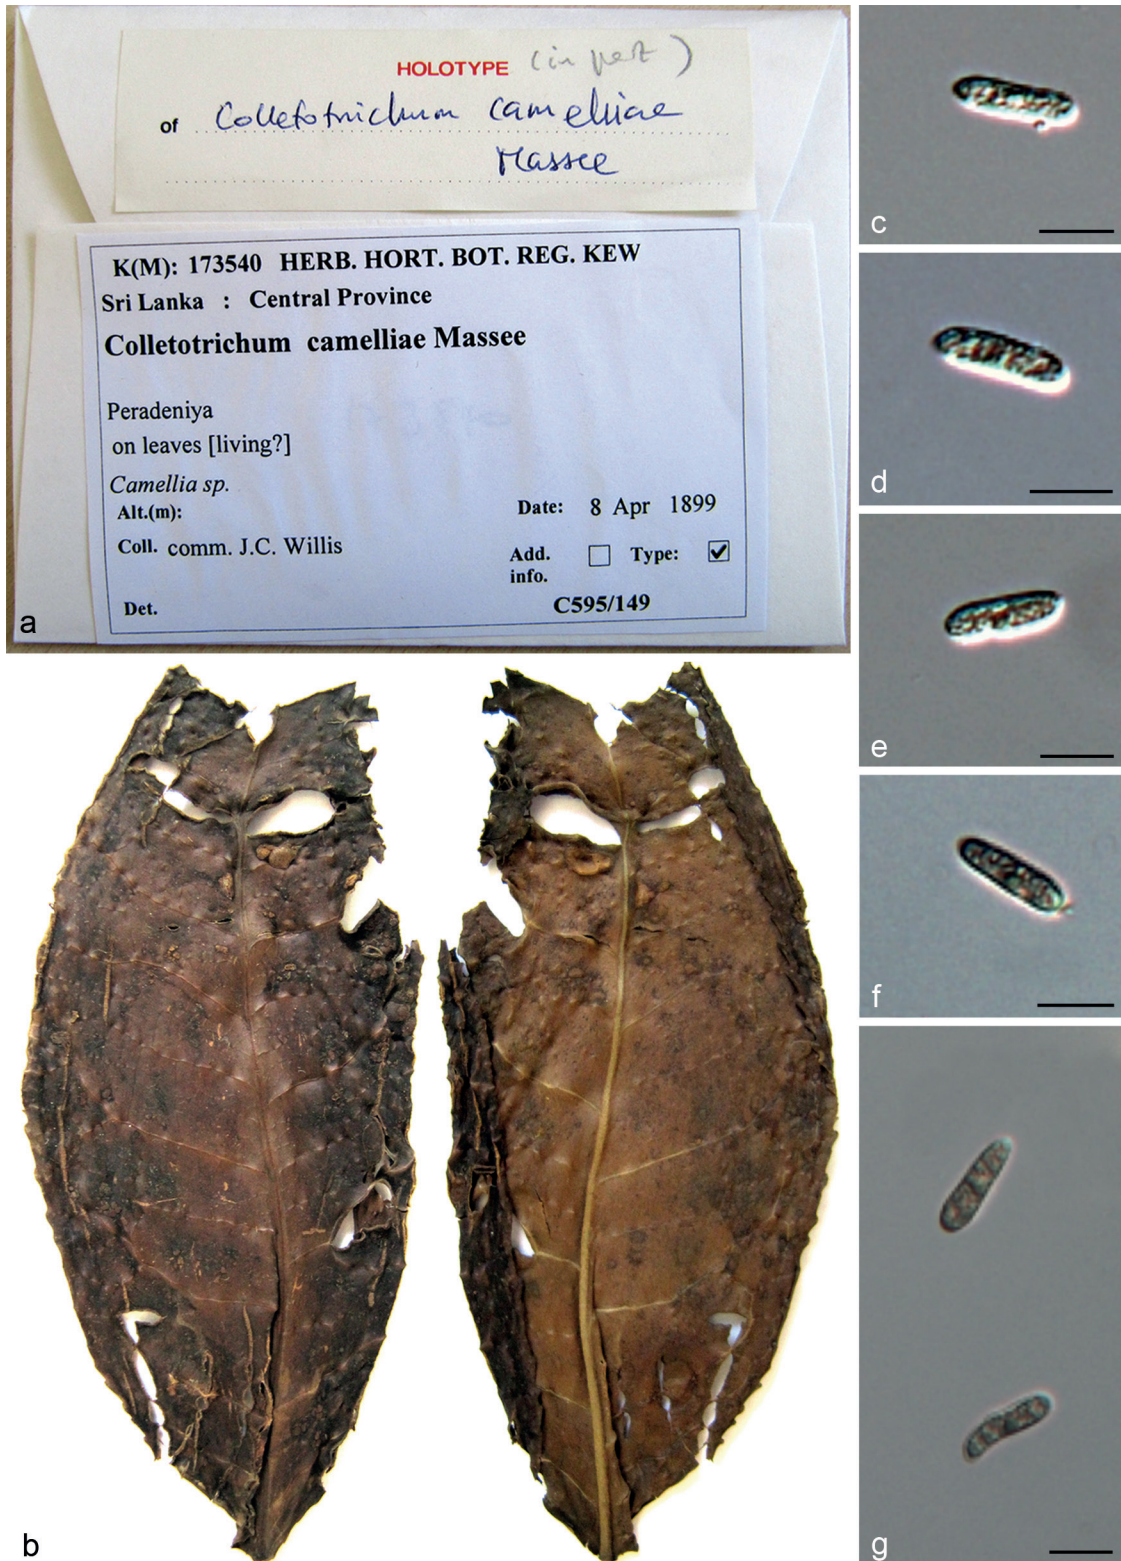 HOLOTYPE (in part)
of Colletotrichum camelliae
Massee
K(M): 173540 HERB. HORT. BOT. REG. KEW
Sri Lanka : Central Province
Colletotrichum camelliae Massee
Peradeniya
on leaves [living?]
Camellia sp.
Alt.(m):
Date: 8 Apr 1899
Coll. comm. J.C. Willis
Add. info.
Type:
Det.
C595/149
a
b
c
d
e
f
g